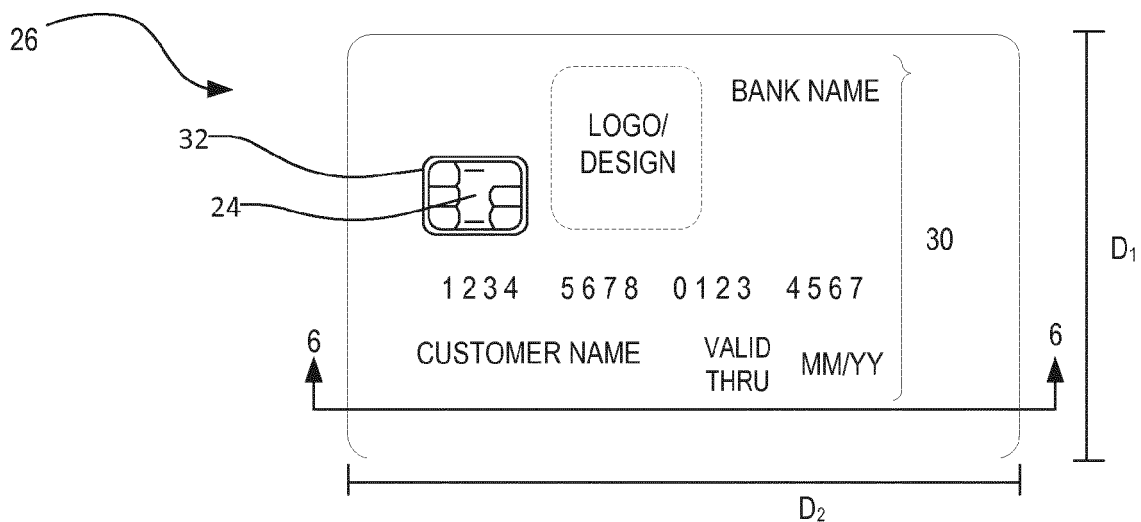 26
BANK NAME
LOGO/
DESIGN
32
24
30
D₁
1234 5678 0123 4567
6
6
CUSTOMER NAME
VALID
THRU
MM/YY
D₂